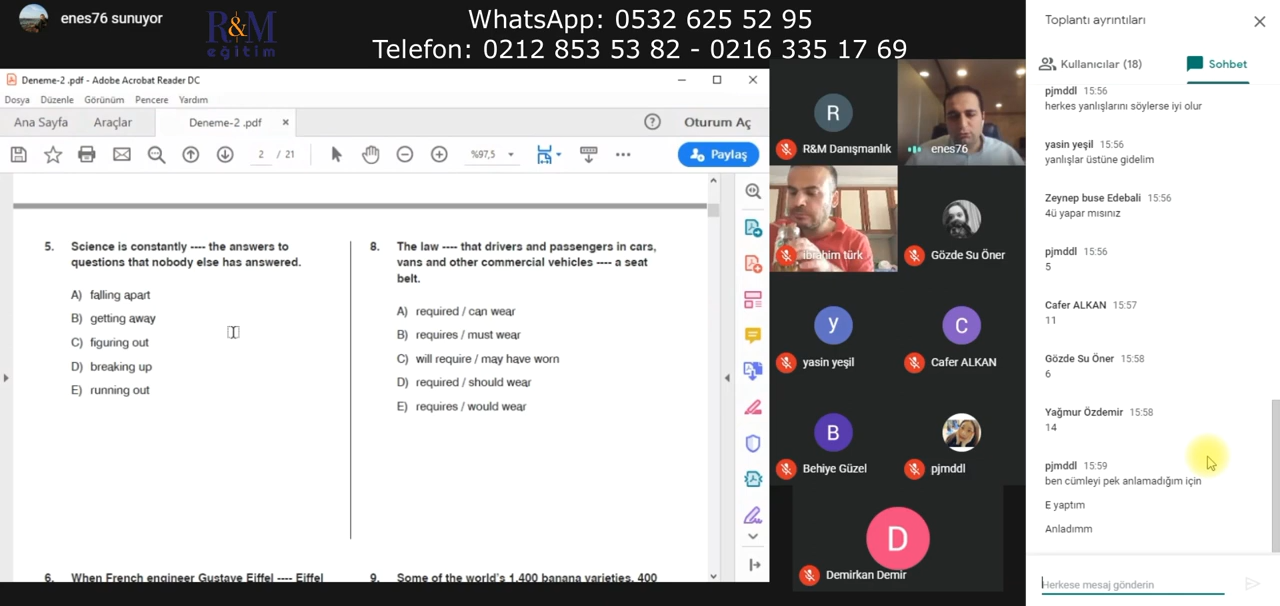 enes76 sunuyor
R&M
eğitim
WhatsApp: 0532 625 52 95
Telefon: 0212 853 53 82 - 0216 335 17 69
Deneme-2 .pdf - Adobe Acrobat Reader DC
Dosya Düzenle Görünüm Pencere Yardım
Ana Sayfa Araçlar Deneme-2 .pdf Oturum Aç
2 / 21 %97,5 Paylaş
5. Science is constantly ---- the answers to
questions that nobody else has answered.
A) falling apart
B) getting away
C) figuring out
D) breaking up
E) running out
8. The law ---- that drivers and passengers in cars,
vans and other commercial vehicles ---- a seat
belt.
A) required / can wear
B) requires / must wear
C) will require / may have worn
D) required / should wear
E) requires / would wear
6. When French engineer Gustave Eiffel ---- Eiffel
9. Some of the world's 1,400 banana varieties, 400
R
R&M Danışmanlık
enes76
ibrahim türk
Gözde Su Öner
y
yasin yeşil
C
Cafer ALKAN
B
Behiye Güzel
pjmddl
D
Demirkan Demir
Toplantı ayrıntıları
Kullanıcılar (18) Sohbet
pjmddl 15:56
herkes yanlışlarını söylerse iyi olur
yasin yeşil 15:56
yanlışlar üstüne gidelim
Zeynep buse Edebali 15:56
4ü yapar mısınız
pjmddl 15:56
5
Cafer ALKAN 15:57
11
Gözde Su Öner 15:58
6
Yağmur Özdemir 15:58
14
pjmddl 15:59
ben cümleyi pek anlamadığım için
E yaptım
Anladımm
Herkese mesaj gönderin